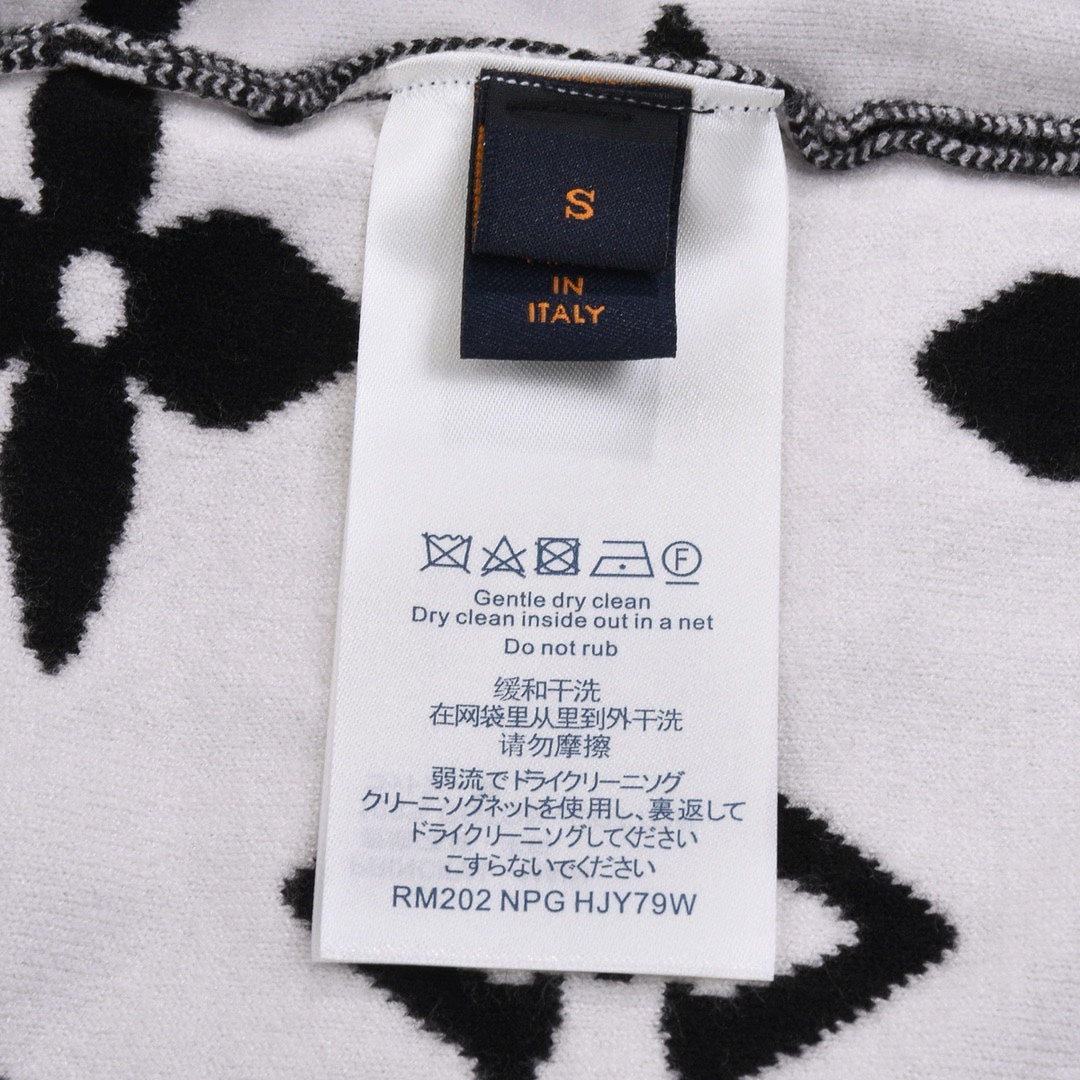 S
IN
ITALY
F
Gentle dry clean
Dry clean inside out in a net
Do not rub
缓和干洗
在网袋里从里到外干洗
请勿摩擦
弱流でドライクリーニソグ
クリーニソグネットを使用し、裏返して
ドライクリーニソグしてください
こすらないでください
RM202 NPG HJY79W